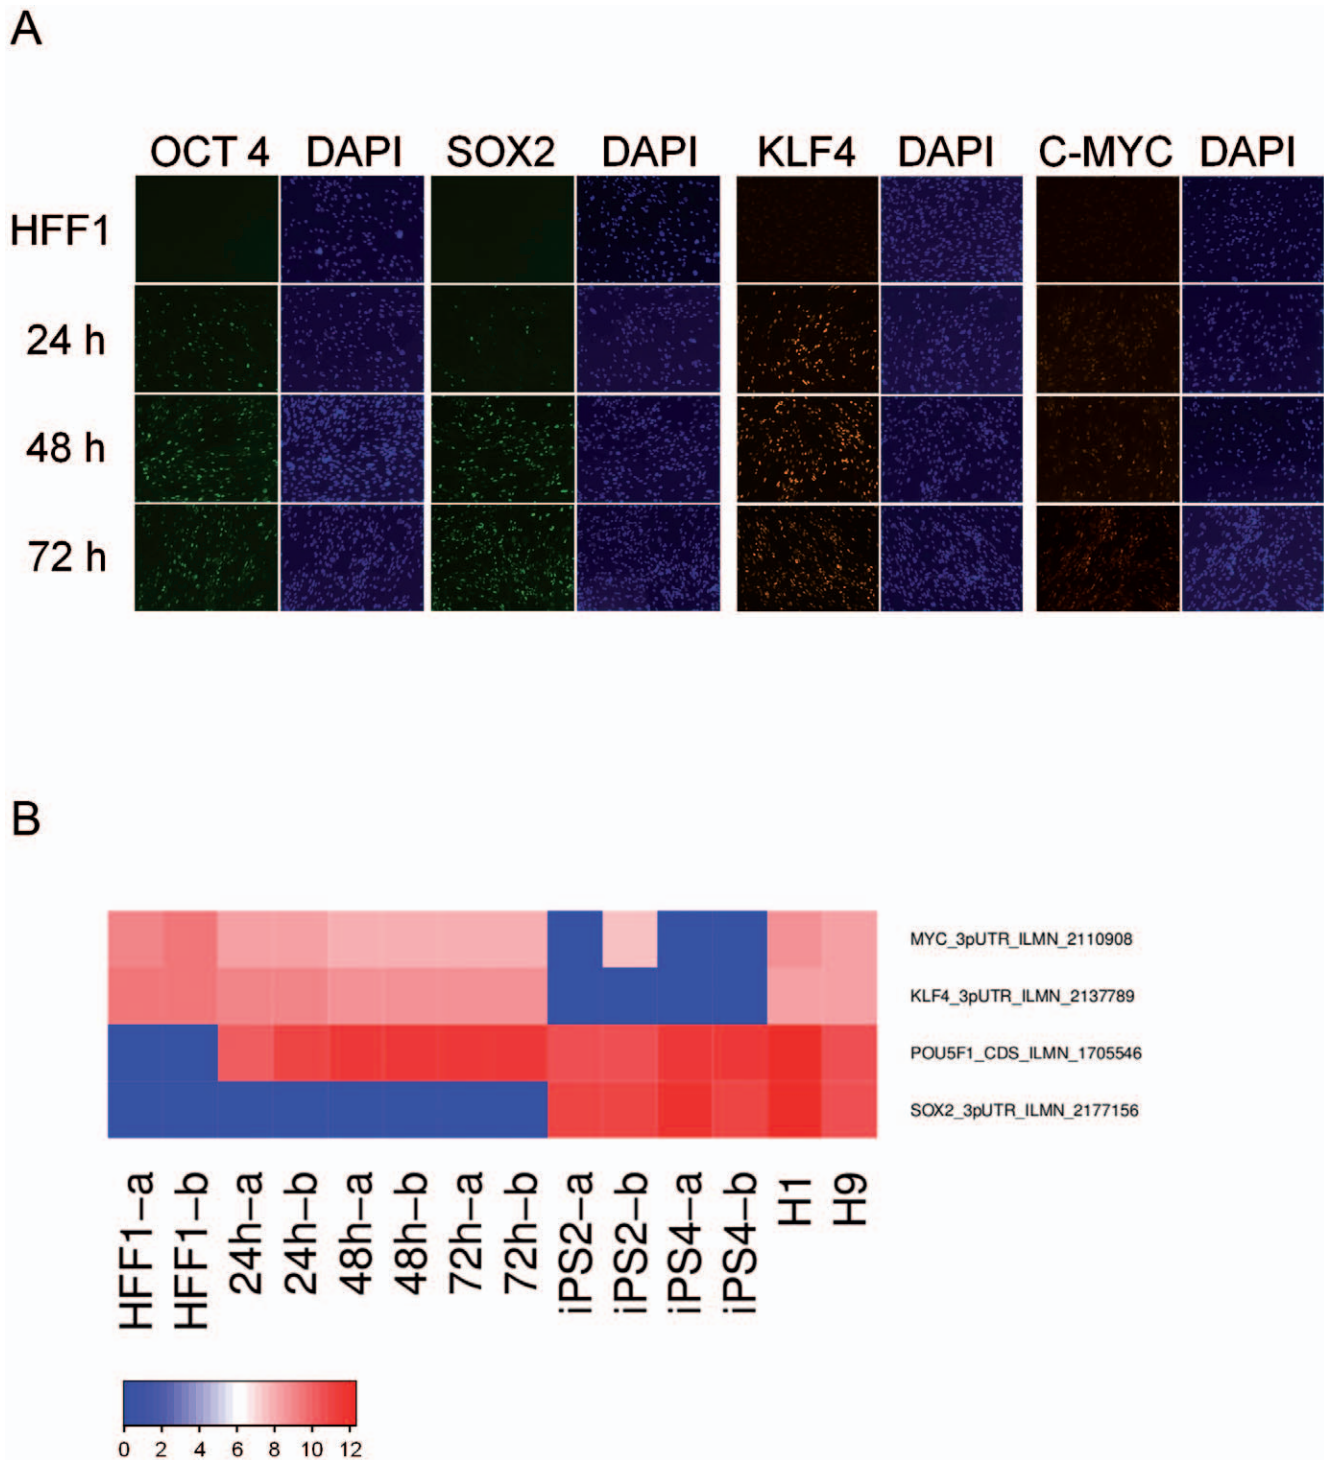 A
OCT 4 DAPI SOX2 DAPI KLF4 DAPI C-MYC DAPI
HFF1
24 h
48 h
72 h
B
MYC_3pUTR_ILMN_2110908
KLF4_3pUTR_ILMN_2137789
POU5F1_CDS_ILMN_1705546
SOX2_3pUTR_ILMN_2177156
HFF1–a HFF1–b 24h–a 24h–b 48h–a 48h–b 72h–a 72h–b iPS2–a iPS2–b iPS4–a iPS4–b H1 H9
0 2 4 6 8 10 12